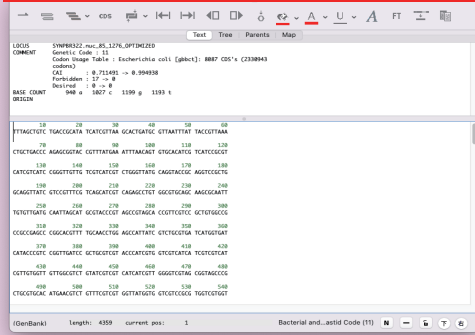 CDS
A
U
A
FT
Text Tree Parents Map
LOCUS SYNPBR322.nuc_85_1276_OPTIMIZED
COMMENT Genetic Code : 11
Codon Usage Table : Escherichia coli [gbbct]: 8087 CDS's (2330943
codons)
CAI : 0.711491 -> 0.994938
Forbidden : 17 -> 0
Desired : 0 -> 0
BASE COUNT 940 a 1027 c 1199 g 1193 t
ORIGIN
10 20 30 40 50 60
TTTAGCTGTC TGACCGCATA TCATCGTTAA GCACTGATGC GTTAATTTAT TACCGTTAAA
70 80 90 100 110 120
CTGCTGACCC AGAGCGGTAC CGTTTATGAA ATTTAACAGT GTGCACATCG TCATCCGCGT
130 140 150 160 170 180
CATCGTCATC CGGGTTGTTG TCGTCATCGT CTGGGTTATG CAGGTACCGC AGGTCCGCTG
190 200 210 220 230 240
GCAGGTTATC GTCCGTTTCG TCAGCATCGT CAGAGCCTGT GGCGTGCAGC AAGCGCAATT
250 260 270 280 290 300
TGTGTTGATG CAATTAGCAT GCGTACCCGT AGCCGTAGCA CCGTTCGTCC GCTGTGGCCG
310 320 330 340 350 360
CCGCCGAGCC CGGCACGTTT TGCAACCTGG AGCCATTATC GTCTGCGTGA TCATGGTGAT
370 380 390 400 410 420
CATACCCGTC CGGTTGATCC GCTGCGTCGT ACCCATCGTG GTCGTCATCA TCGTCGTCAT
430 440 450 460 470 480
CGTTGTGGTT GTTGGCGTCT GTATCGTCGT CATCATCGTT GGGGTCGTAG CGGTAGCCCG
490 500 510 520 530 540
CTGCGTGCAC ATGAACGTCT GTTTCGTCGT GGTTATGGTG GTCGTCCGCG TGGTCGTGGT
(GenBank) length: 4359 current pos: 1 Bacterial and...astid Code (11) N